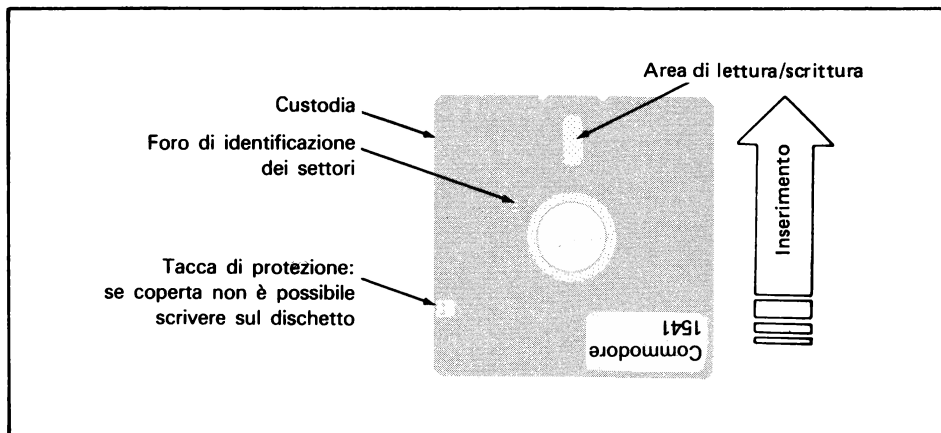 Area di lettura/scrittura
Custodia
Foro di identificazione
dei settori
Inserimento
Tacca di protezione:
se coperta non è possibile
scrivere sul dischetto
Commodore
1541